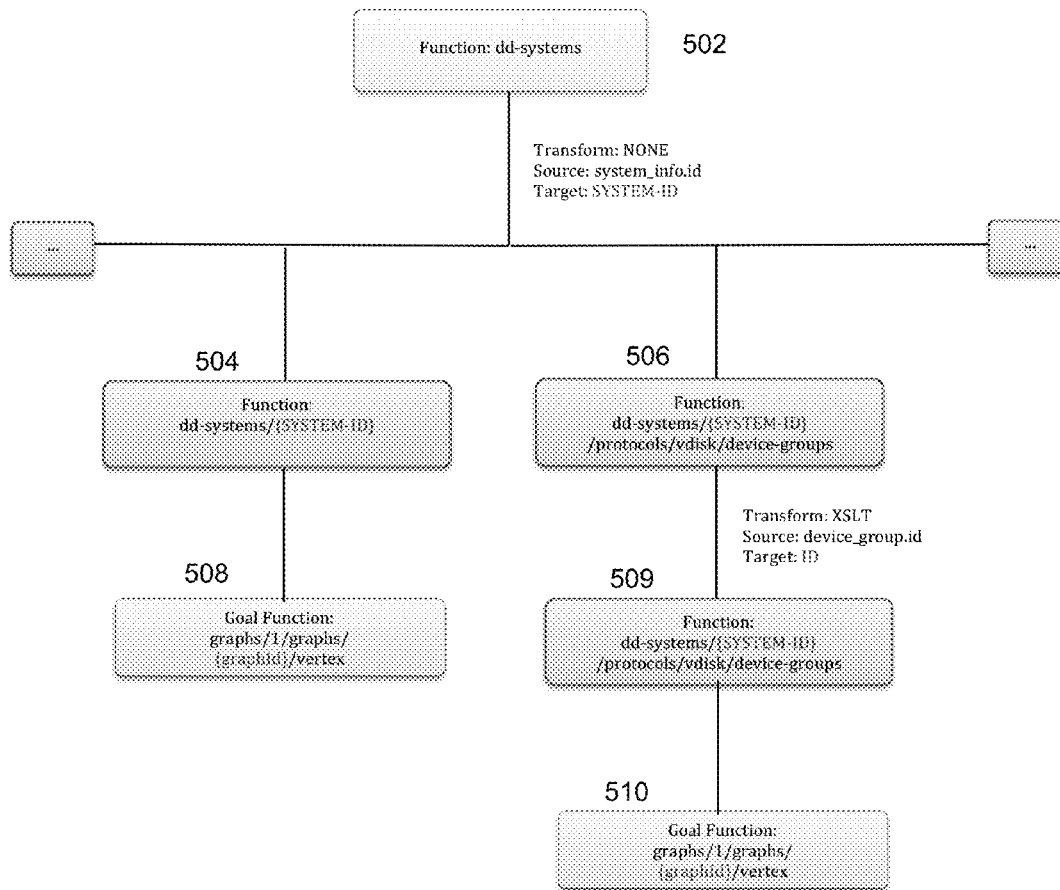 Function: dd-systems
502
Transform: NONE
Source: system_info.id
Target: SYSTEM-ID
...
...
504
506
Function:
dd-systems/{SYSTEM-ID}
Function:
dd-systems/{SYSTEM-ID}
/protocols/vdisk/device-groups
Transform: XSLT
Source: device_group.id
Target: ID
508
509
Goal Function:
graphs/1/graphs/
{graphId}/vertex
Function:
dd-systems/{SYSTEM-ID}
/protocols/vdisk/device-groups
510
Goal Function:
graphs/1/graphs/
{graphId}/vertex